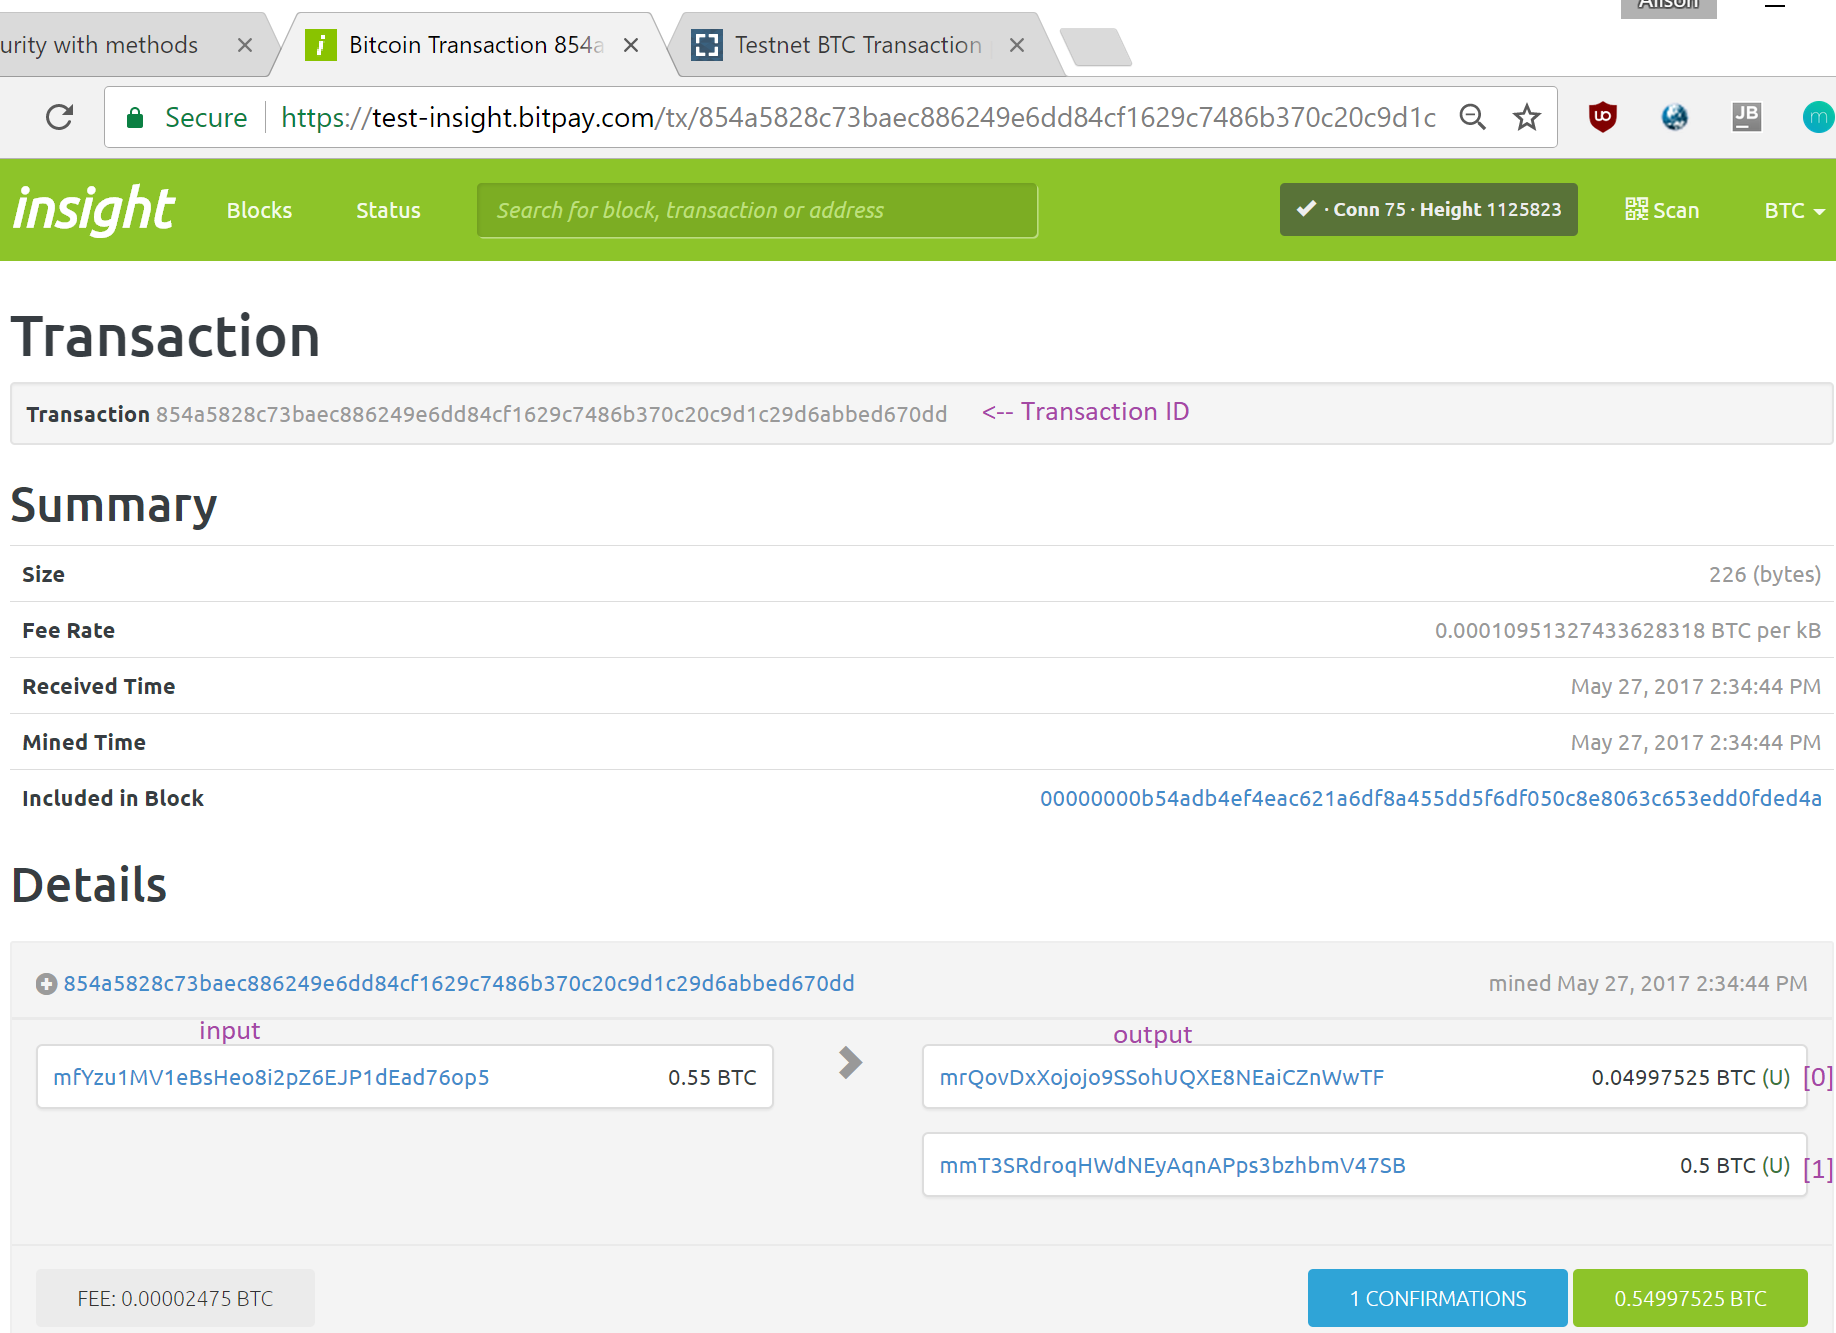 Alison
urity with methods
Bitcoin Transaction 854a
Testnet BTC Transaction
Secure
https://test-insight.bitpay.com/tx/854a5828c73baec886249e6dd84cf1629c7486b370c20c9d1c
UO
JB
m
insight
Blocks
Status
Search for block, transaction or address
· Conn 75 · Height 1125823
Scan
BTC
Transaction
Transaction 854a5828c73baec886249e6dd84cf1629c7486b370c20c9d1c29d6abbed670dd
<-- Transaction ID
Summary
Size
226 (bytes)
Fee Rate
0.00010951327433628318 BTC per kB
Received Time
May 27, 2017 2:34:44 PM
Mined Time
May 27, 2017 2:34:44 PM
Included in Block
00000000b54adb4ef4eac621a6df8a455dd5f6df050c8e8063c653edd0fded4a
Details
854a5828c73baec886249e6dd84cf1629c7486b370c20c9d1c29d6abbed670dd
mined May 27, 2017 2:34:44 PM
input
output
mfYzu1MV1eBsHeo8i2pZ6EJP1dEad76op5
0.55 BTC
mrQovDxXojojo9SSohUQXE8NEaiCZnWwTF
0.04997525 BTC (U)
[0]
mmT3SRdroqHWdNEyAqnAPps3bzhbmV47SB
0.5 BTC (U)
[1]
FEE: 0.00002475 BTC
1 CONFIRMATIONS
0.54997525 BTC